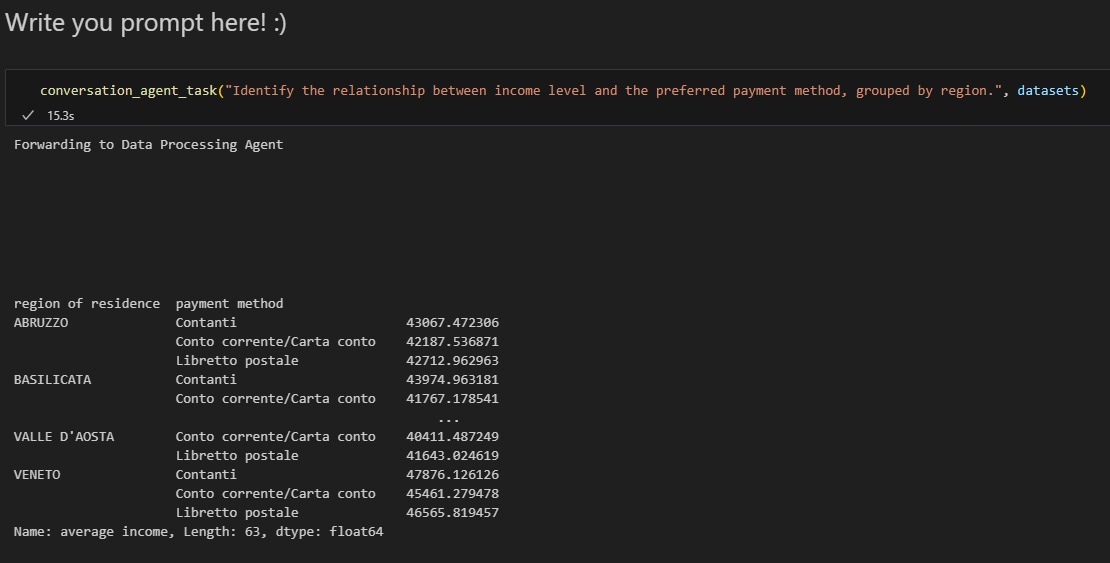 Write you prompt here! :)
conversation_agent_task("Identify the relationship between income level and the preferred payment method, grouped by region.", datasets)
✓ 15.3s
Forwarding to Data Processing Agent
region of residence  payment method
ABRUZZO              Contanti                     43067.472306
                     Conto corrente/Carta conto   42187.536871
                     Libretto postale             42712.962963
BASILICATA           Contanti                     43974.963181
                     Conto corrente/Carta conto   41767.178541
                                                      ...
VALLE D'AOSTA        Conto corrente/Carta conto   40411.487249
                     Libretto postale             41643.024619
VENETO               Contanti                     47876.126126
                     Conto corrente/Carta conto   45461.279478
                     Libretto postale             46565.819457
Name: average income, Length: 63, dtype: float64